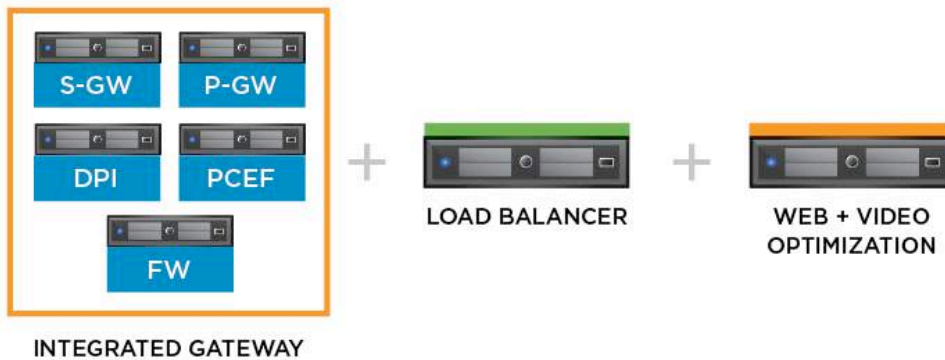 S-GW
P-GW
DPI
PCEF
FW
INTEGRATED GATEWAY
+
LOAD BALANCER
+
WEB + VIDEO
OPTIMIZATION